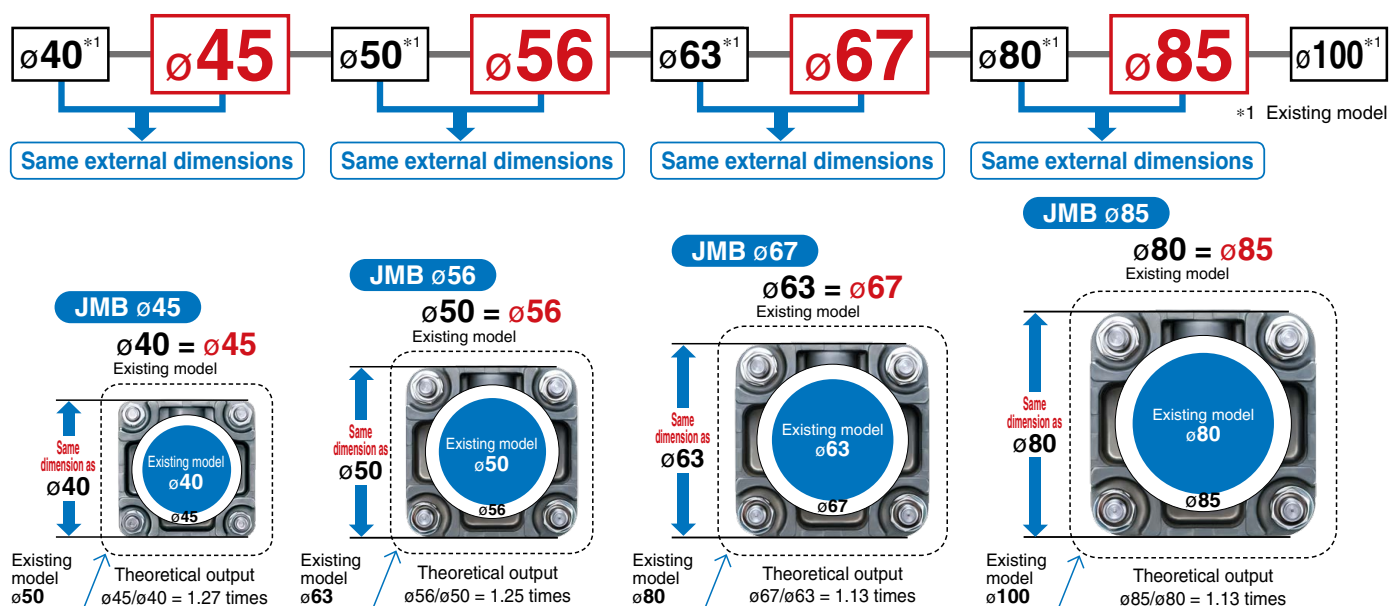 ø40*1 ø45 ø50*1 ø56 ø63*1 ø67 ø80*1 ø85 ø100*1
*1 Existing model
Same external dimensions
Same external dimensions
Same external dimensions
Same external dimensions
JMB ø45
ø40 = ø45
Existing model
Same
dimension as
ø40
Existing model
ø40
ø45
Existing
model
ø50
Theoretical output
ø45/ø40 = 1.27 times
JMB ø56
ø50 = ø56
Existing model
Same
dimension as
ø50
Existing model
ø50
ø56
Existing
model
ø63
Theoretical output
ø56/ø50 = 1.25 times
JMB ø67
ø63 = ø67
Existing model
Same
dimension as
ø63
Existing model
ø63
ø67
Existing
model
ø80
Theoretical output
ø67/ø63 = 1.13 times
JMB ø85
ø80 = ø85
Existing model
Same
dimension as
ø80
Existing model
ø80
ø85
Existing
model
ø100
Theoretical output
ø85/ø80 = 1.13 times